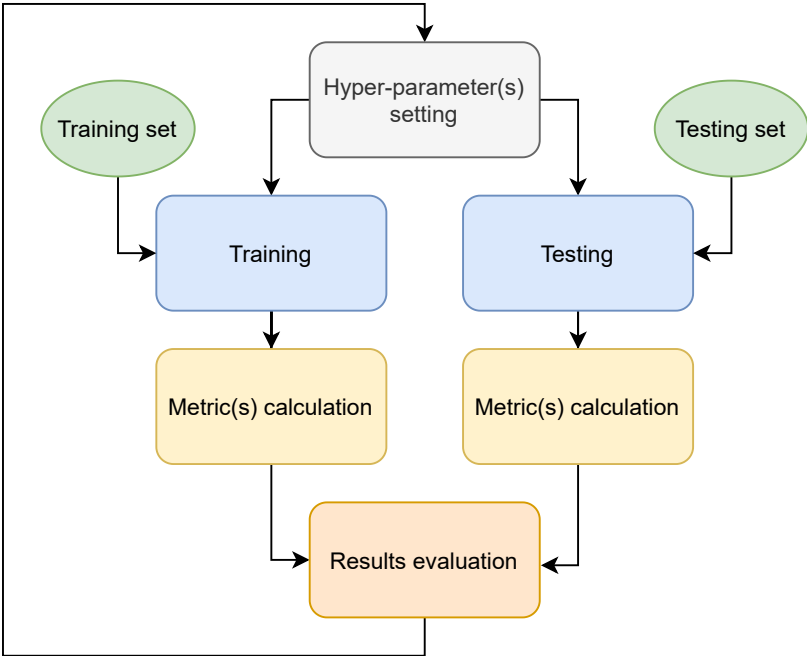 Hyper-parameter(s)
setting
Training set
Testing set
Training
Testing
Metric(s) calculation
Metric(s) calculation
Results evaluation